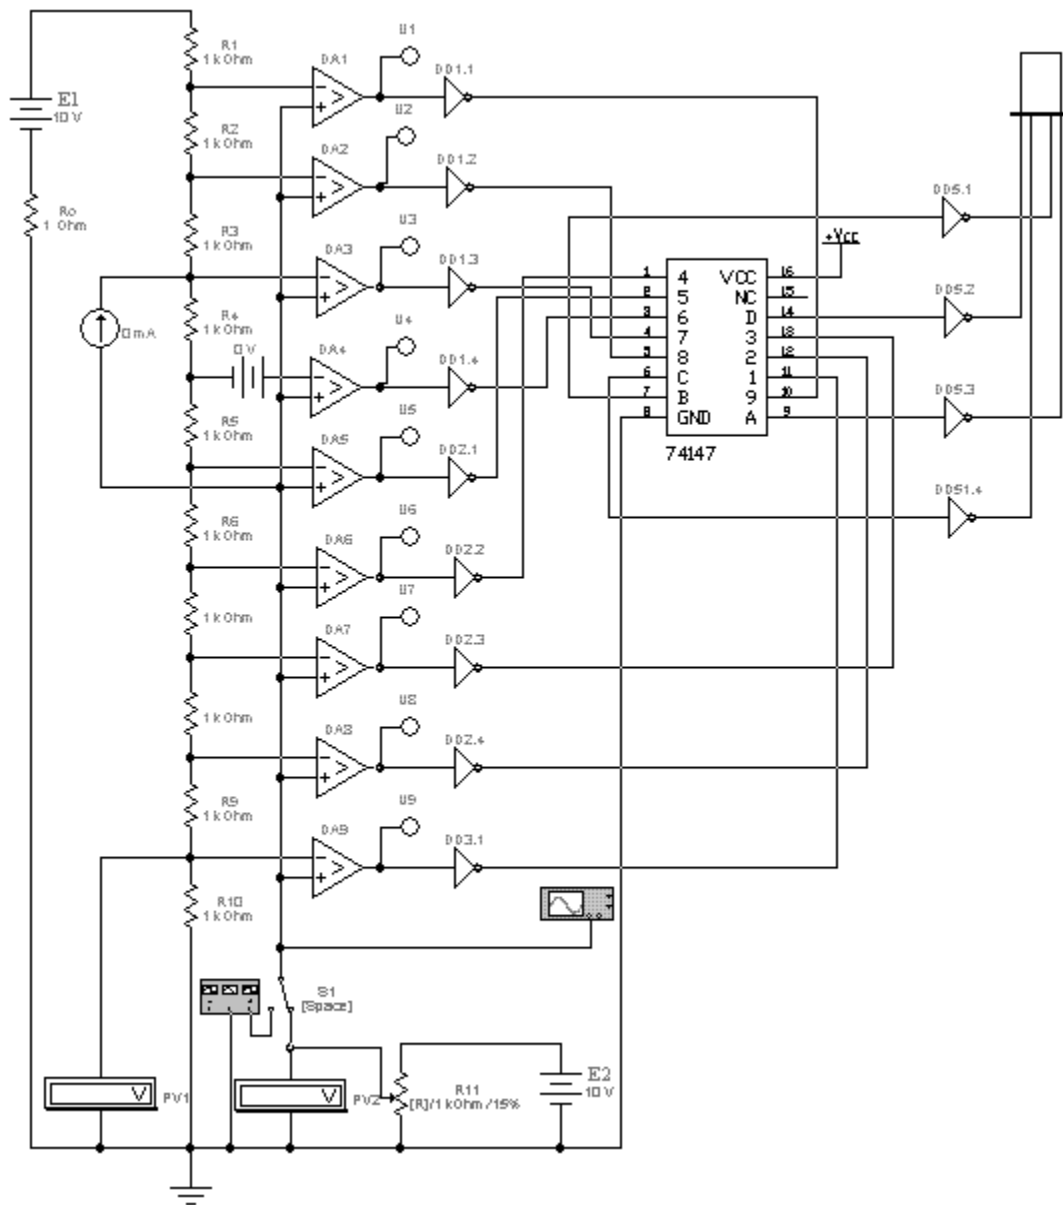 U1
R1
1 kOhm
DA1
DD1.1
E1
10 V
U2
R2
1 kOhm
DA2
DD1.2
Ro
1 Ohm
DD5.1
U3
R3
1 kOhm
DA3
DD1.3
+Vcc
1 4 VCC 16
2 5 NC 15
3 6 D 14
4 7 3 13
5 8 2 12
6 C 1 11
7 B 9 10
8 GND A 9
74147
DD5.2
R4
1 kOhm
0 mA
U4
0 V
DA4
DD1.4
DD5.3
U5
R5
1 kOhm
DA5
DD2.1
DD51.4
U6
R6
1 kOhm
DA6
DD2.2
U7
1 kOhm
DA7
DD2.3
U8
1 kOhm
DA8
DD2.4
U9
R9
1 kOhm
DA9
DD3.1
R10
1 kOhm
S1
[Space]
V
PV1
V
PV2
R11
[R]/1 kOhm/15%
E2
10 V